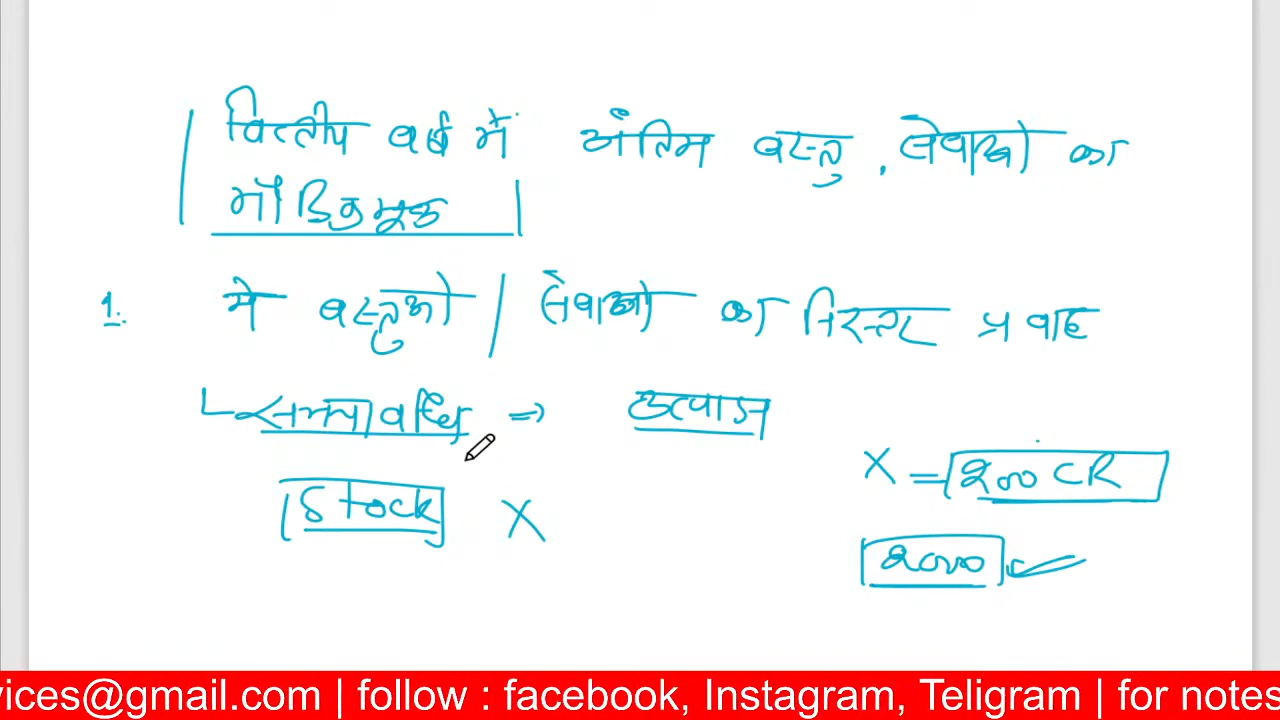 वित्तीय वर्ष में अंतिम वस्तु, सेवाओ का
मौद्रिक मूल्य
1. ये वस्तुओ / सेवाओ का निरन्तर प्रवाह
समयावधि => उत्पादन
X = 200 CR
Stock X
2000
vices@gmail.com | follow : facebook, Instagram, Teligram | for notes